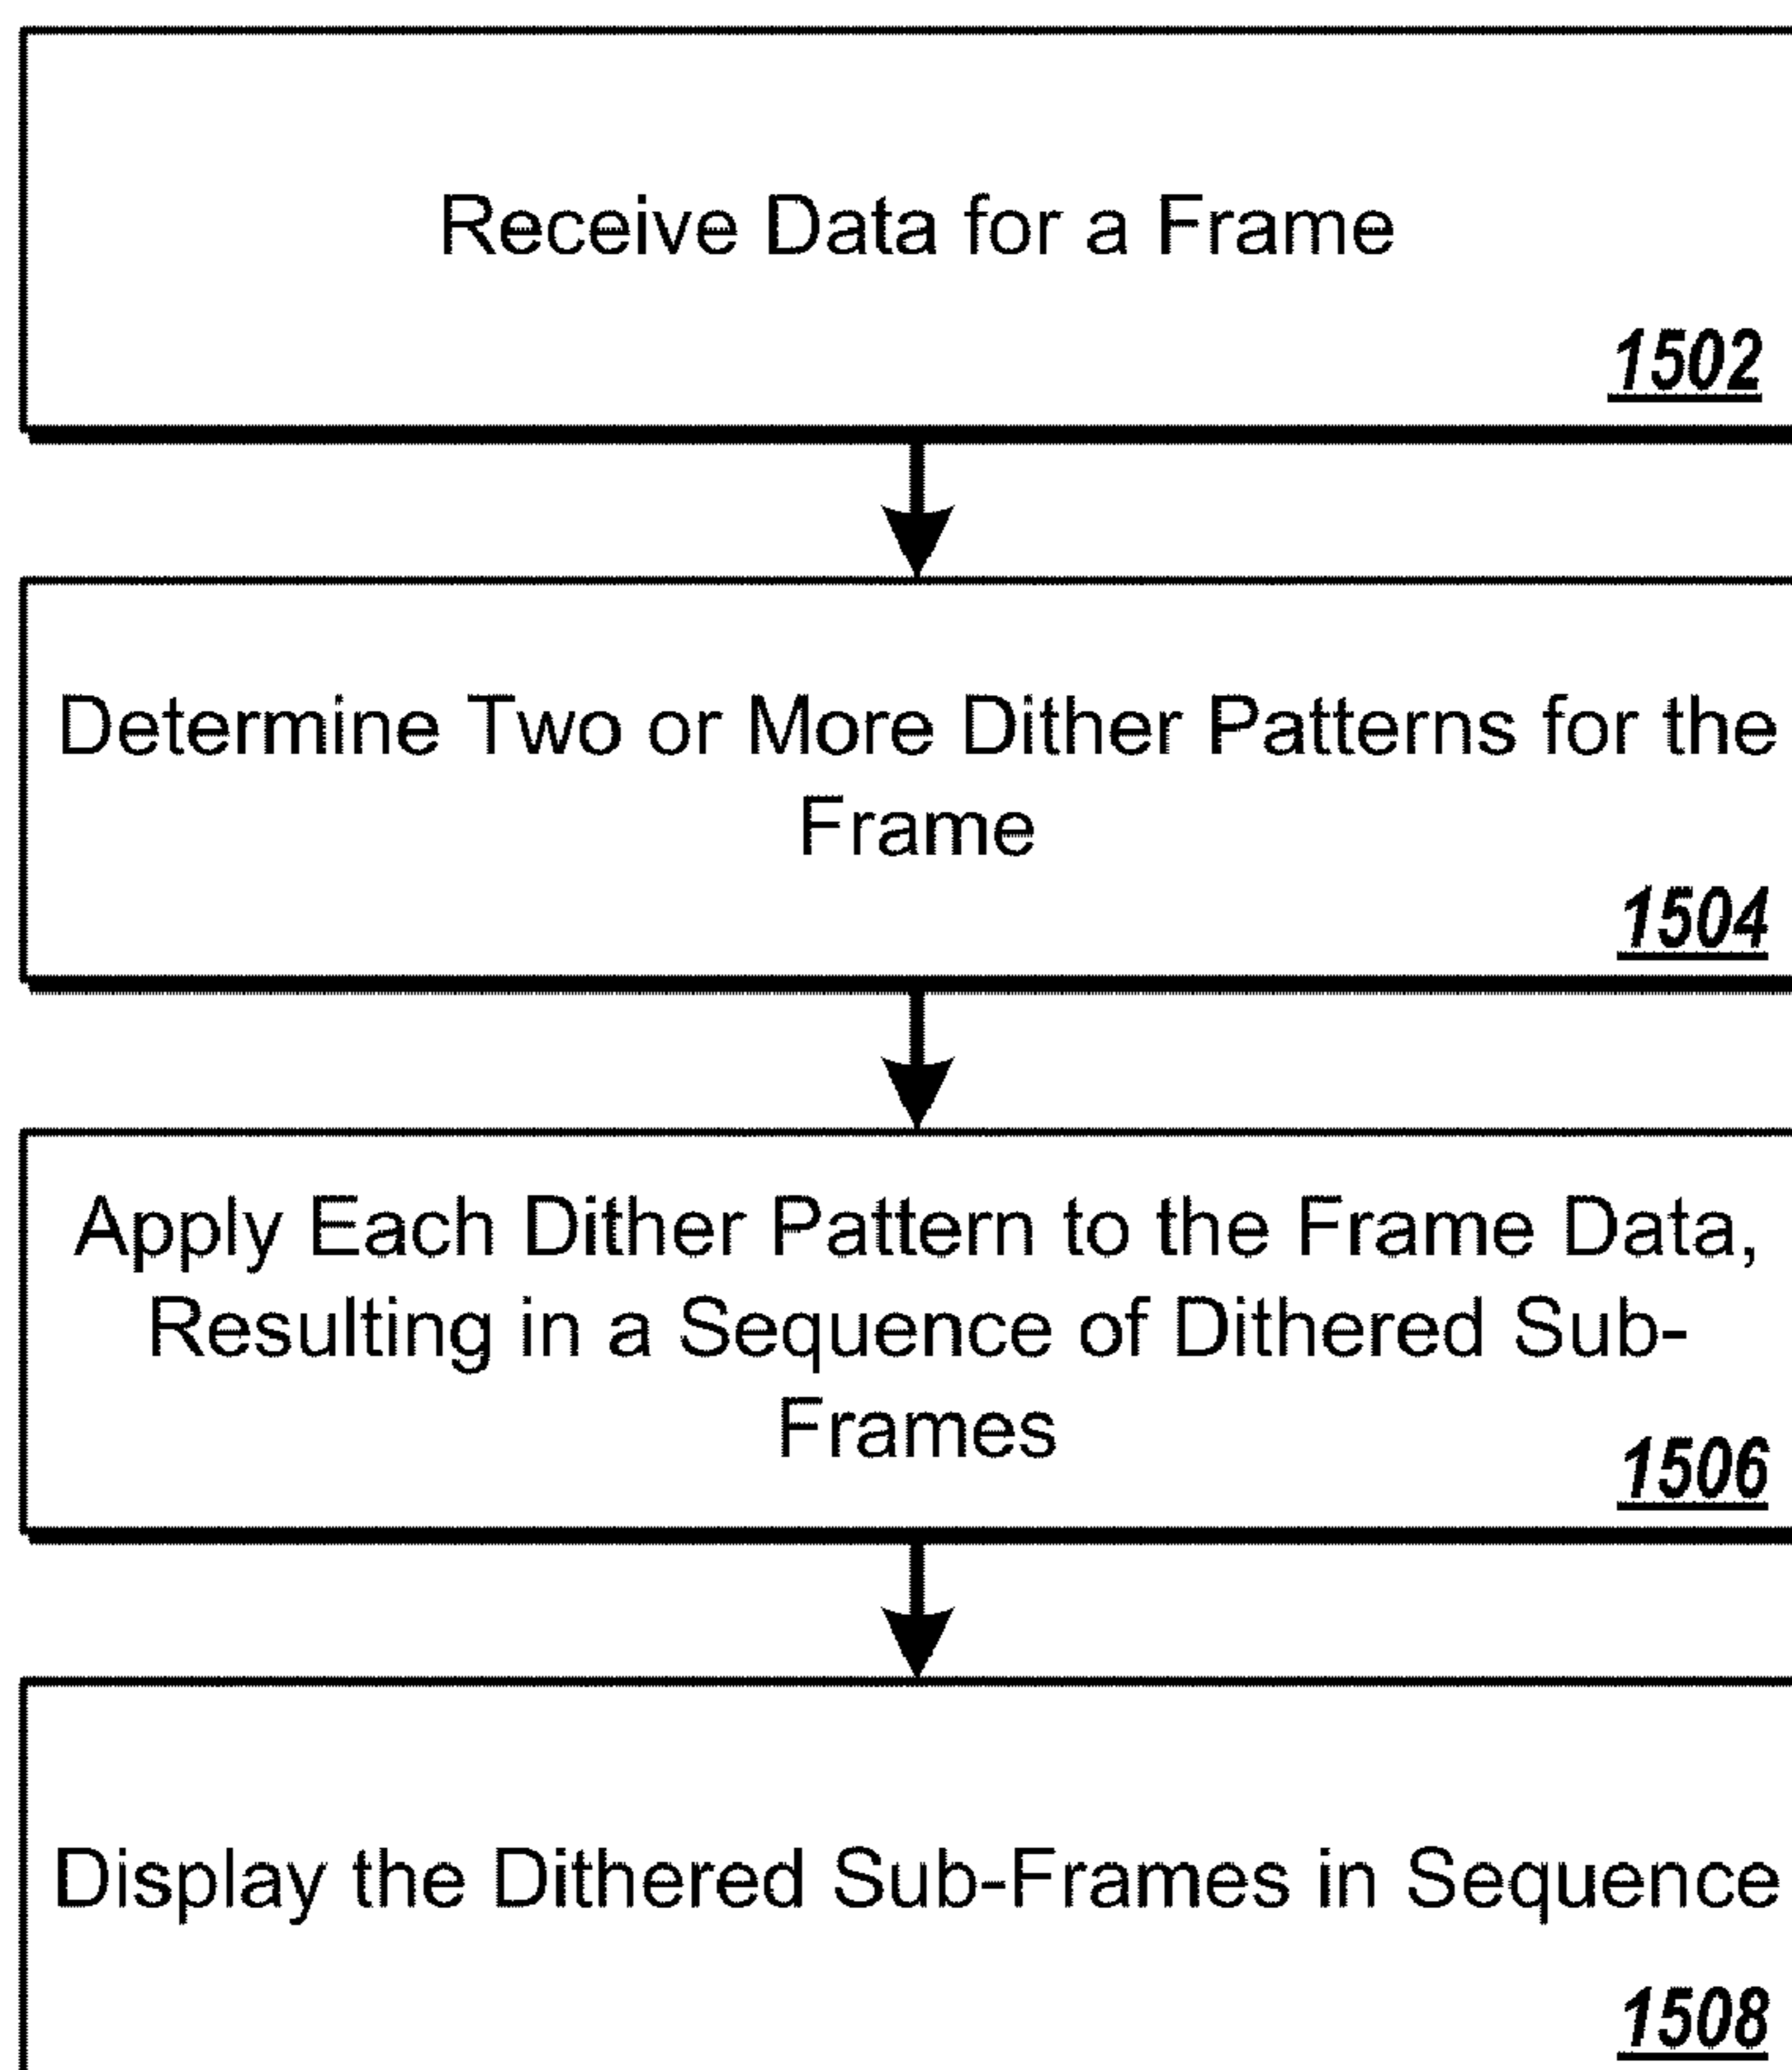 Receive Data for a Frame
1502
Determine Two or More Dither Patterns for the
Frame
1504
Apply Each Dither Pattern to the Frame Data,
Resulting in a Sequence of Dithered Sub-
Frames
1506
Display the Dithered Sub-Frames in Sequence
1508